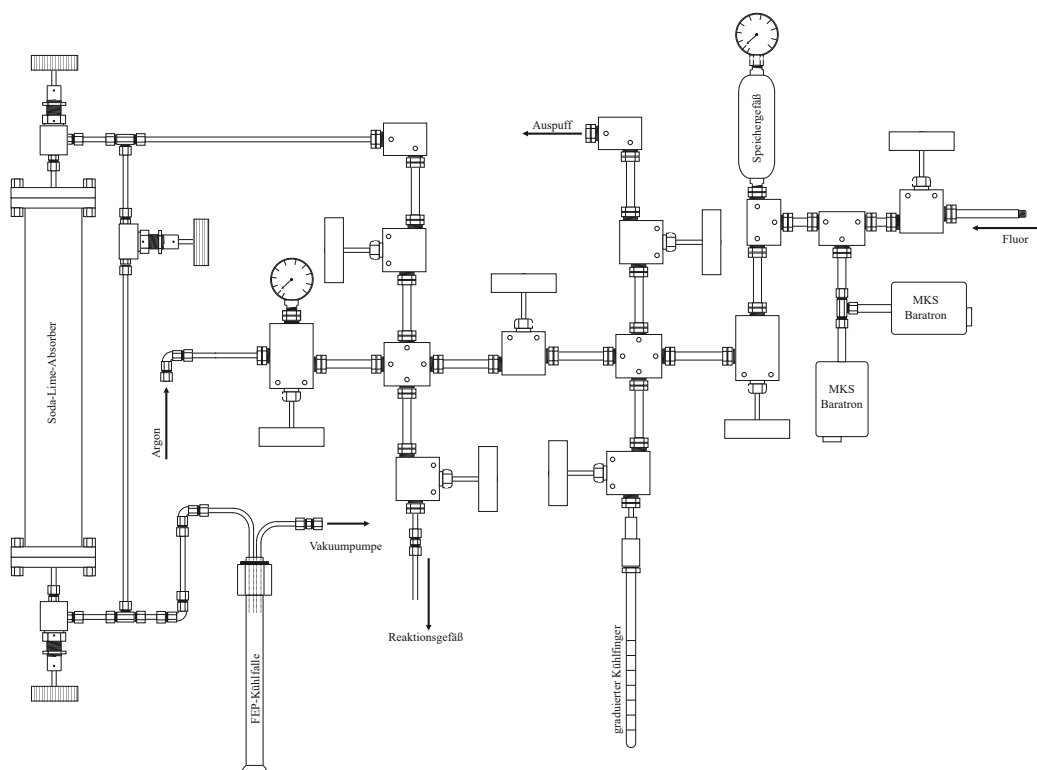 Auspuff
Speichergefäß
Fluor
MKS
Baratron
MKS
Baratron
Soda-Lime-Absorber
Argon
Vakuumpumpe
Reaktionsgefäß
FEP-Kühlfalle
graduierter Kühlfinger